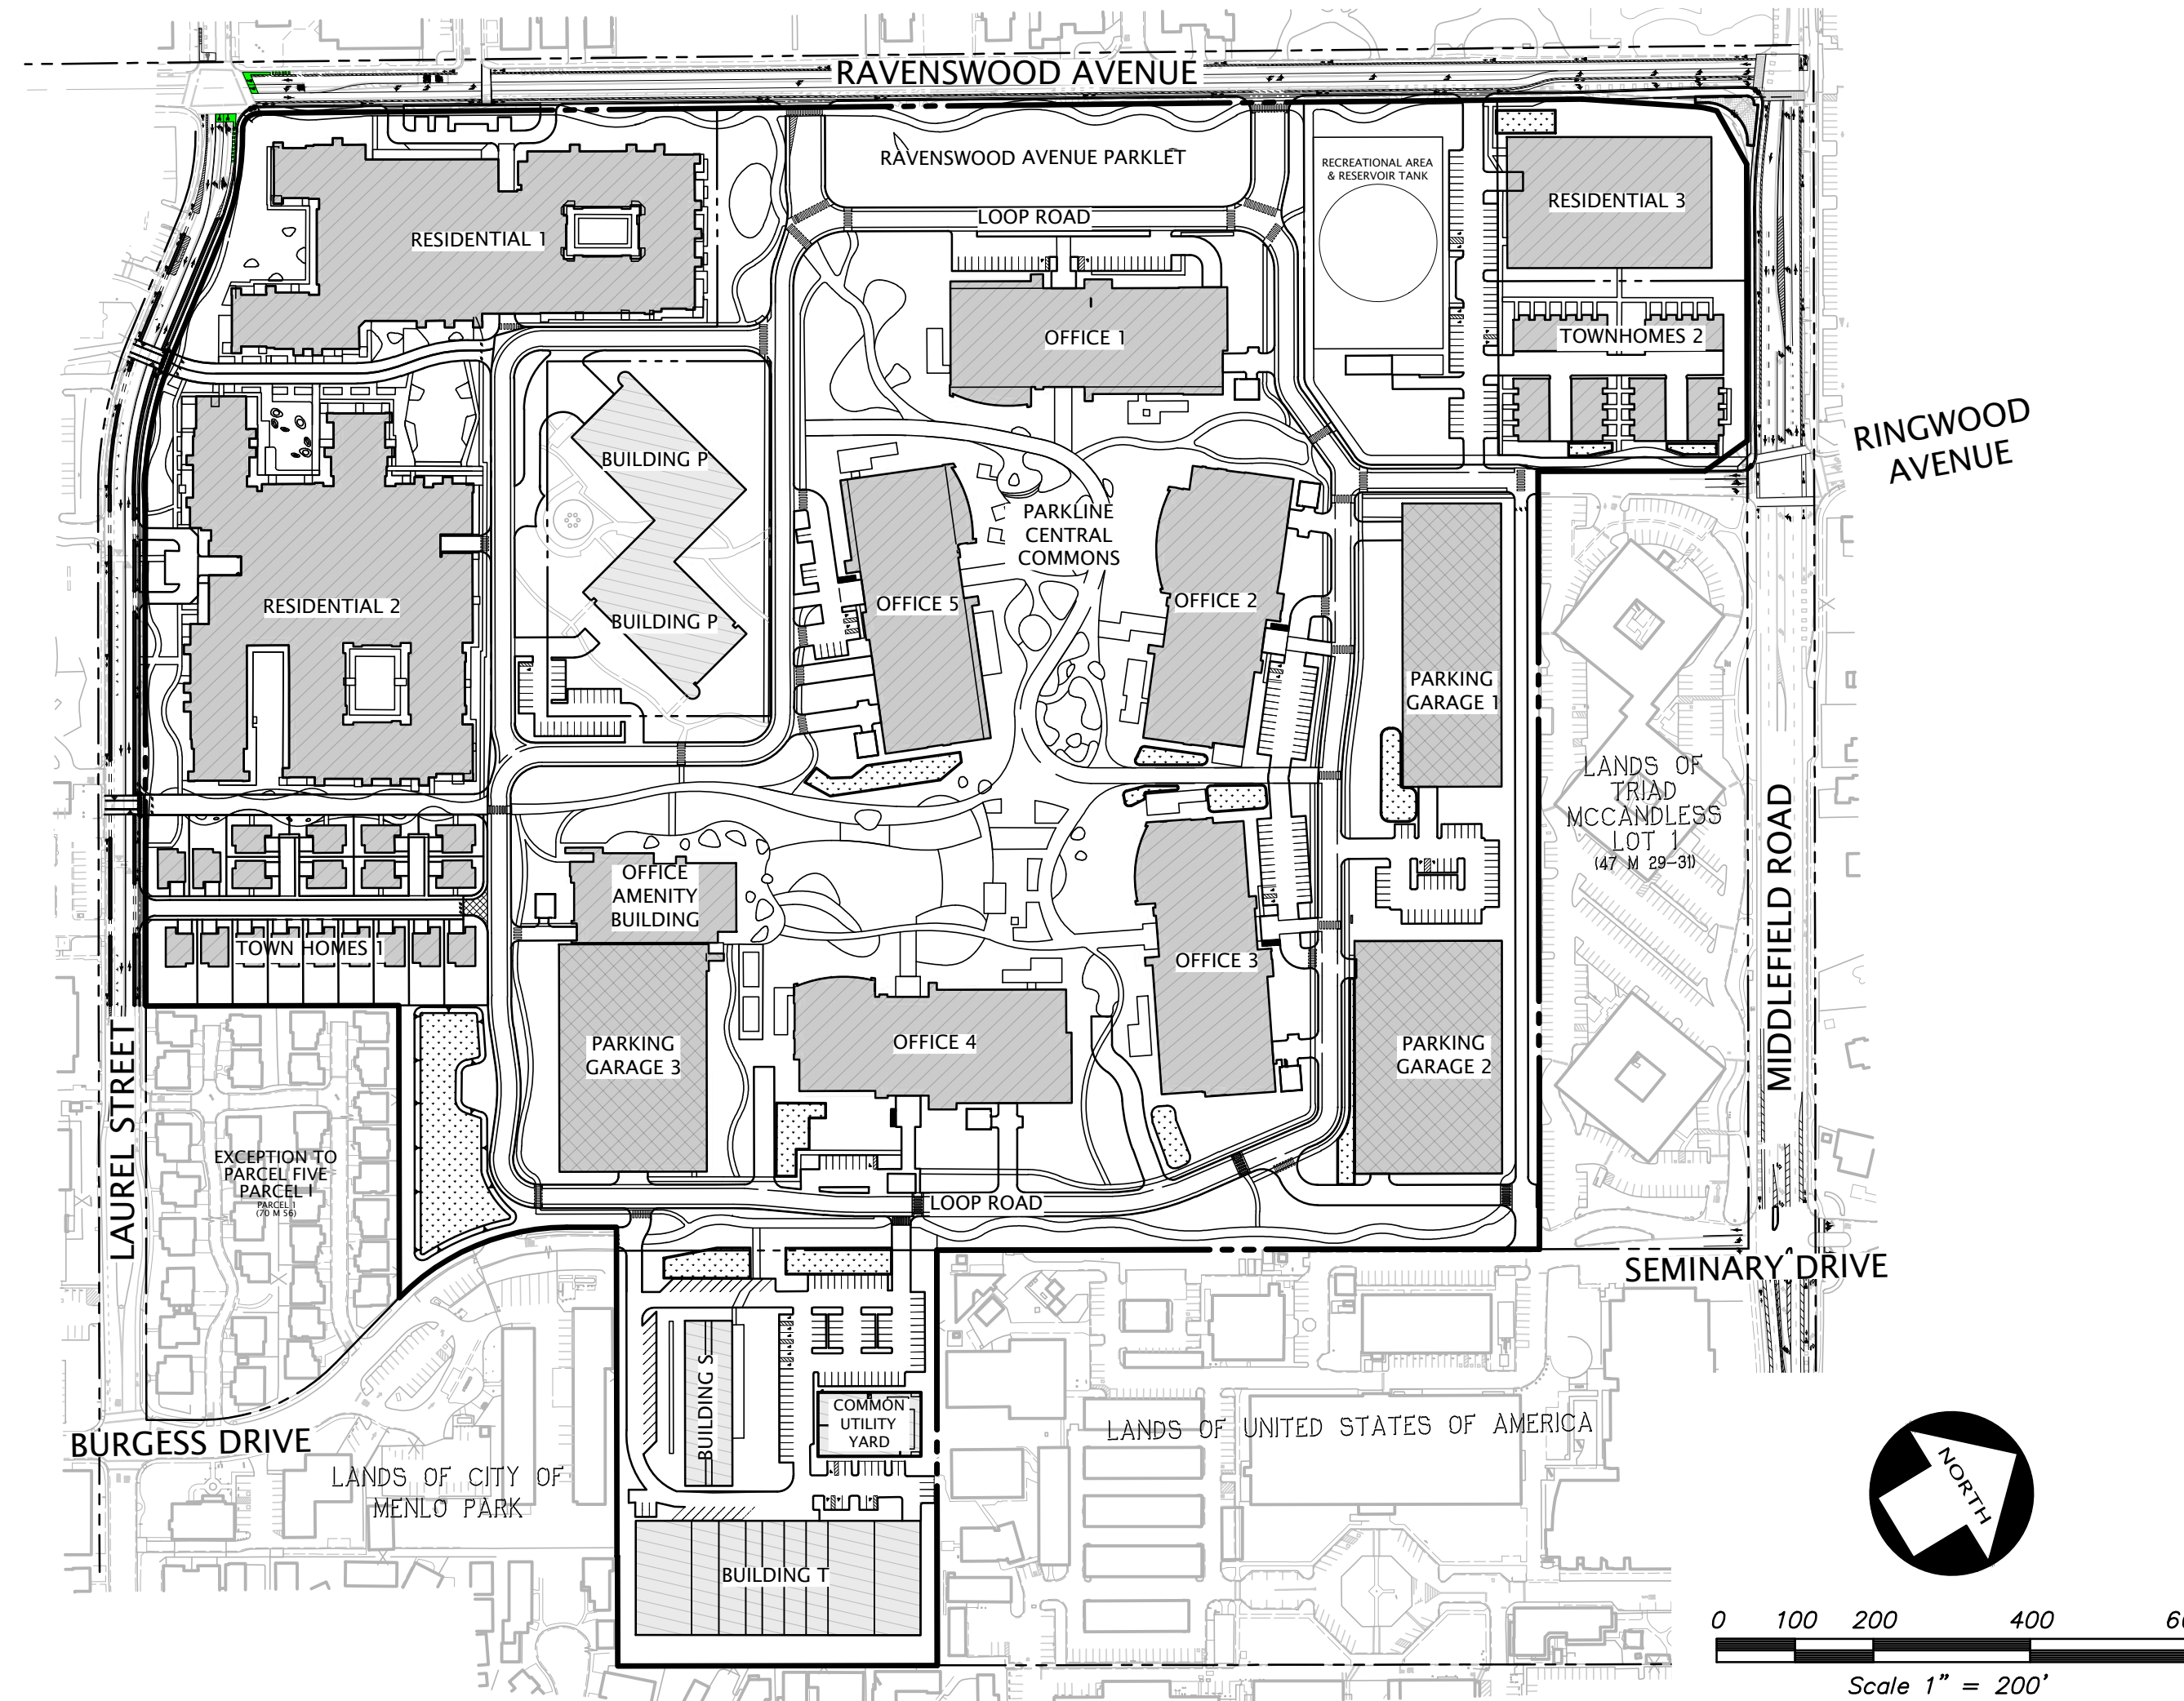 RAVENSWOOD AVENUE
RAVENSWOOD AVENUE PARKLET
RECREATIONAL AREA
& RESERVOIR TANK
RESIDENTIAL 3
LOOP ROAD
RESIDENTIAL 1
OFFICE 1
TOWNHOMES 2
RINGWOOD
AVENUE
BUILDING P
PARKLINE
CENTRAL
COMMONS
RESIDENTIAL 2
OFFICE 5
OFFICE 2
BUILDING P
PARKING
GARAGE 1
LANDS OF
TRIAD
MCCANDLESS
LOT 1
(47 M 29-31)
MIDDLEFIELD ROAD
OFFICE
AMENITY
BUILDING
TOWN HOMES 1
OFFICE 3
PARKING
GARAGE 3
OFFICE 4
PARKING
GARAGE 2
LAUREL STREET
EXCEPTION TO
PARCEL FIVE
PARCEL I
PARCEL 1
(70 M 56)
LOOP ROAD
SEMINARY DRIVE
BUILDING S
COMMON
UTILITY
YARD
LANDS OF UNITED STATES OF AMERICA
BURGESS DRIVE
LANDS OF CITY OF
MENLO PARK
NORTH
BUILDING T
0 100 200 400
Scale 1" = 200'